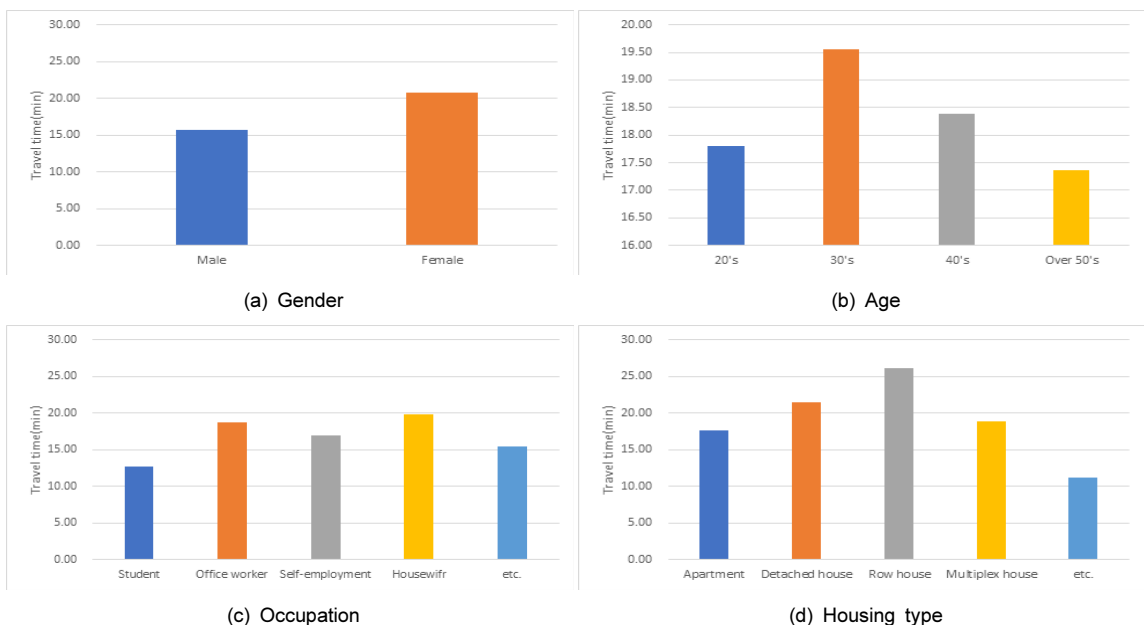 30.00
25.00
20.00
15.00
10.00
5.00
0.00
Travel time(min)
Male Female
(a) Gender
20.00
19.50
19.00
18.50
18.00
17.50
17.00
16.50
16.00
Travel time(min)
20's 30's 40's Over 50's
(b) Age
30.00
25.00
20.00
15.00
10.00
5.00
0.00
Travel time(min)
Student Office worker Self-employment Housewifr etc.
(c) Occupation
30.00
25.00
20.00
15.00
10.00
5.00
0.00
Travel time(min)
Apartment Detached house Row house Multiplex house etc.
(d) Housing type